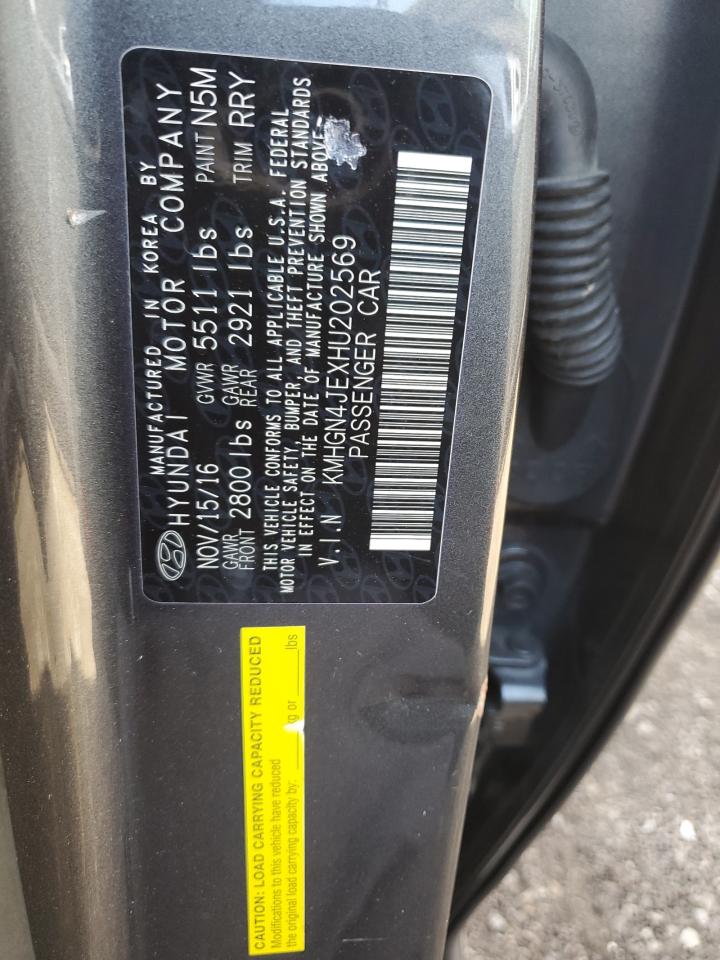 MANUFACTURED IN KOREA BY
HYUNDAI MOTOR COMPANY
NOV/15/16 GVWR 5511 lbs PAINT N5M
GAWR FRONT 2800 lbs GAWR REAR 2921 lbs TRIM RRY
THIS VEHICLE CONFORMS TO ALL APPLICABLE U.S.A. FEDERAL
MOTOR VEHICLE SAFETY, BUMPER, AND THEFT PREVENTION STANDARDS
IN EFFECT ON THE DATE OF MANUFACTURE SHOWN ABOVE.
V.I.N KMHGN4JEXHU202569
PASSENGER CAR
CAUTION: LOAD CARRYING CAPACITY REDUCED
Modifications to this vehicle have reduced
the original load carrying capacity by: ______kg or ______lbs